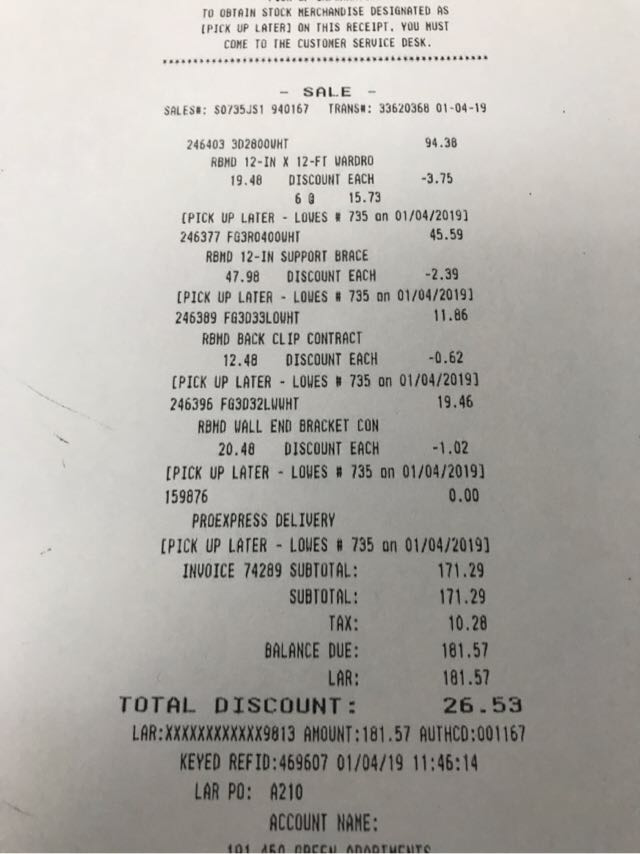 TO OBTAIN STOCK MERCHANDISE DESIGNATED AS
[PICK UP LATER] ON THIS RECEIPT, YOU MUST
COME TO THE CUSTOMER SERVICE DESK.
**************************************************
- SALE -
SALES#: S0735JS1 940167 TRANS#: 33620368 01-04-19
246403 3D2800WHT 94.38
RBMD 12-IN X 12-FT WARDRO
19.48 DISCOUNT EACH -3.75
6 @ 15.73
[PICK UP LATER - LOWES # 735 on 01/04/2019]
246377 FG3R0400WHT 45.59
RBMD 12-IN SUPPORT BRACE
47.98 DISCOUNT EACH -2.39
[PICK UP LATER - LOWES # 735 on 01/04/2019]
246389 FG3D33LOWHT 11.86
RBMD BACK CLIP CONTRACT
12.48 DISCOUNT EACH -0.62
[PICK UP LATER - LOWES # 735 on 01/04/2019]
246396 FG3D32LWWHT 19.46
RBMD WALL END BRACKET CON
20.48 DISCOUNT EACH -1.02
[PICK UP LATER - LOWES # 735 on 01/04/2019]
159876 0.00
PROEXPRESS DELIVERY
[PICK UP LATER - LOWES # 735 on 01/04/2019]
INVOICE 74289 SUBTOTAL: 171.29
SUBTOTAL: 171.29
TAX: 10.28
BALANCE DUE: 181.57
LAR: 181.57
TOTAL DISCOUNT: 26.53
LAR:XXXXXXXXXXXX9813 AMOUNT:181.57 AUTHCD:001167
KEYED REFID:469607 01/04/19 11:46:14
LAR PO: A210
ACCOUNT NAME:
GREEN APARTMENTS